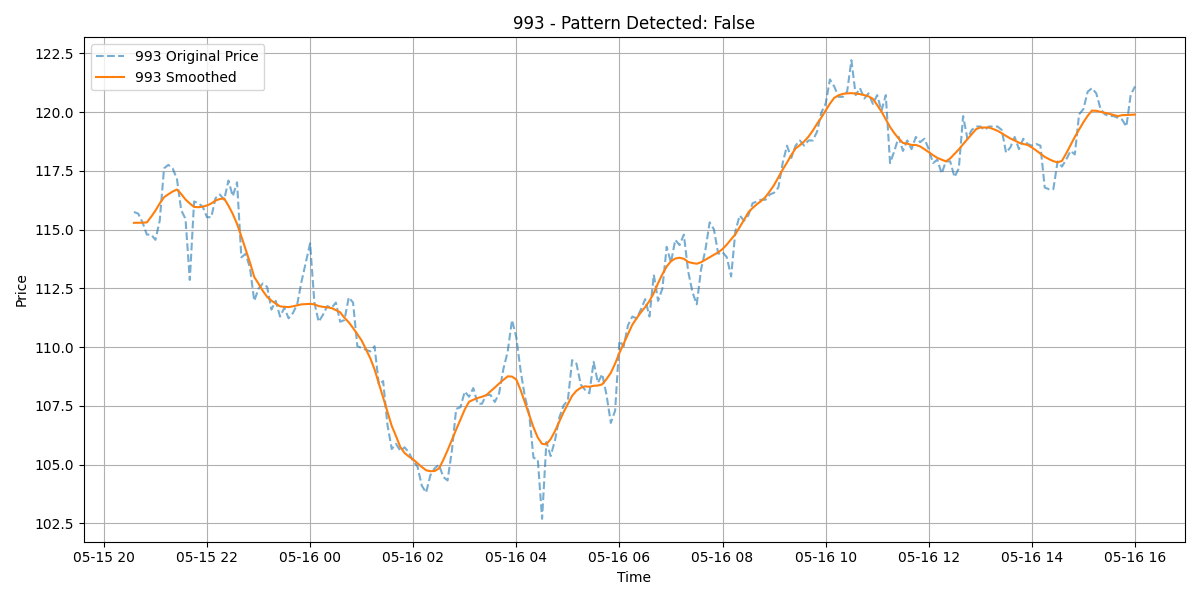 993 - Pattern Detected: False
993 Original Price
993 Smoothed
Price
122.5
120.0
117.5
115.0
112.5
110.0
107.5
105.0
102.5
05-15 20 05-15 22 05-16 00 05-16 02 05-16 04 05-16 06 05-16 08 05-16 10 05-16 12 05-16 14 05-16 16
Time